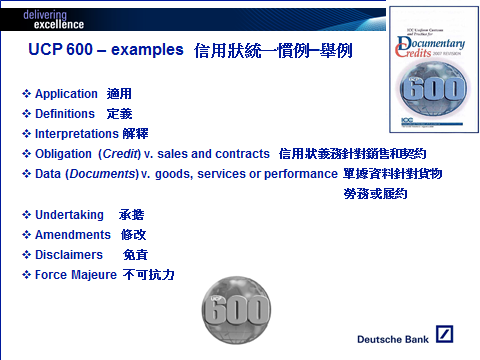 delivering
excellence
UCP 600 – examples 信用狀統一慣例–舉例
ICC Uniform Customs
and Practice for
Documentary
Credits 2007 REVISION
UCP
600
ICC
Application 適用
Definitions 定義
Interpretations 解釋
Obligation (Credit) v. sales and contracts 信用狀義務針對銷售和契約
Data (Documents) v. goods, services or performance 單據資料針對貨物
勞務或履約
Undertaking 承擔
Amendments 修改
Disclaimers 免責
Force Majeure 不可抗力
UCP
600
Deutsche Bank